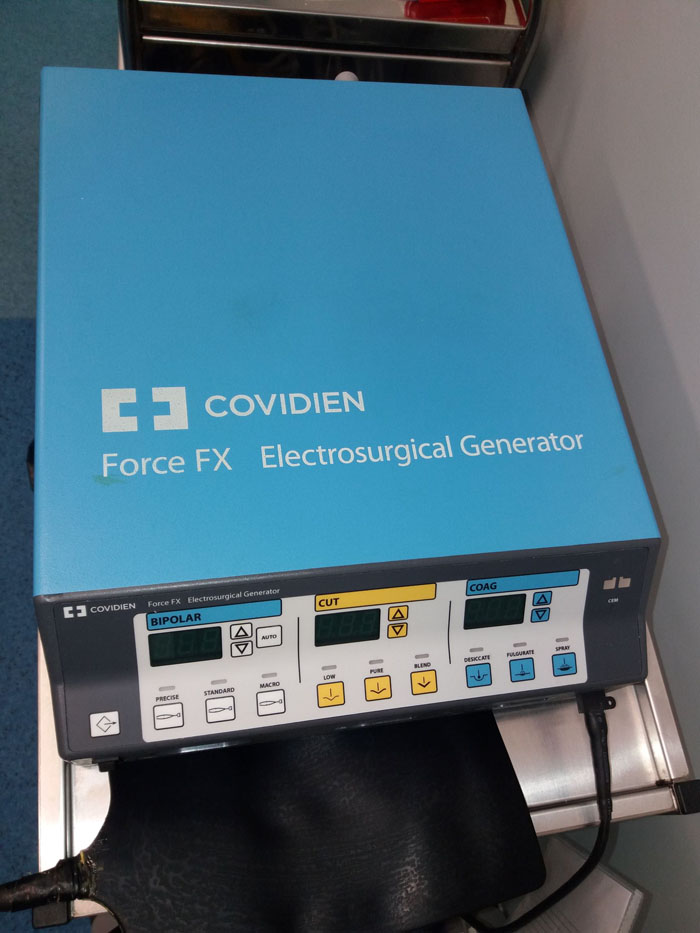 COVIDIEN
Force FX Electrosurgical Generator
COVIDIEN Force FX Electrosurgical Generator
BIPOLAR
AUTO
PRECISE STANDARD MACRO
CUT
LOW PURE BLEND
COAG
DESICCATE FULGURATE SPRAY
CEM